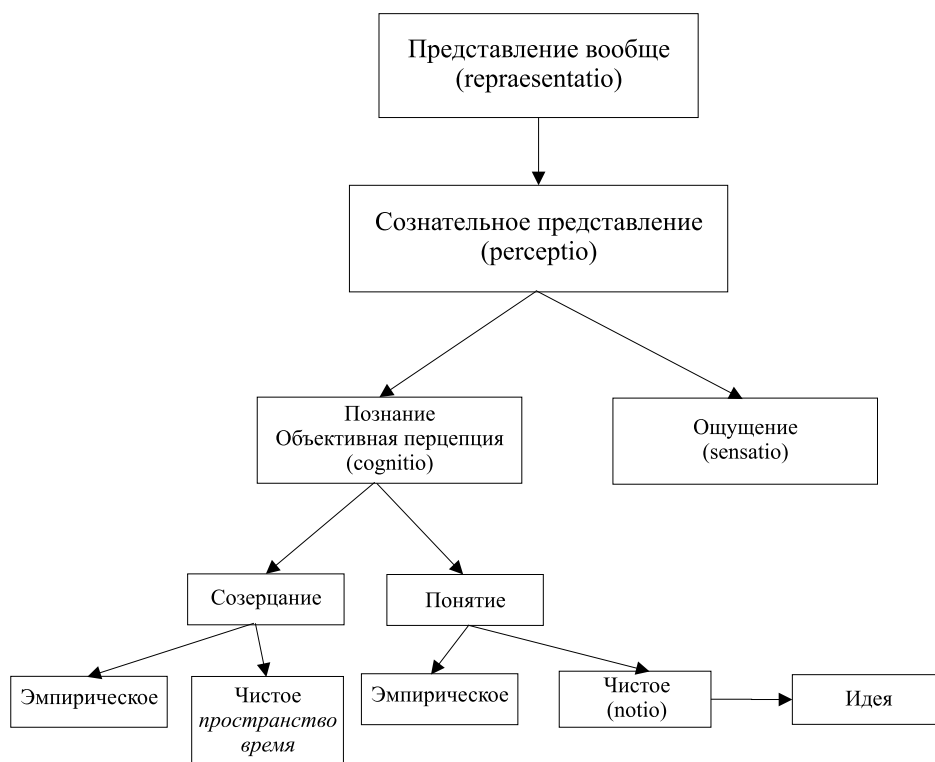 Представление вообще
(repraesentatio)
Сознательное представление
(perceptio)
Познание
Объективная перцепция
(cognitio)
Ощущение
(sensatio)
Созерцание
Понятие
Эмпирическое
Чистое
пространство
время
Эмпирическое
Чистое
(notio)
Идея